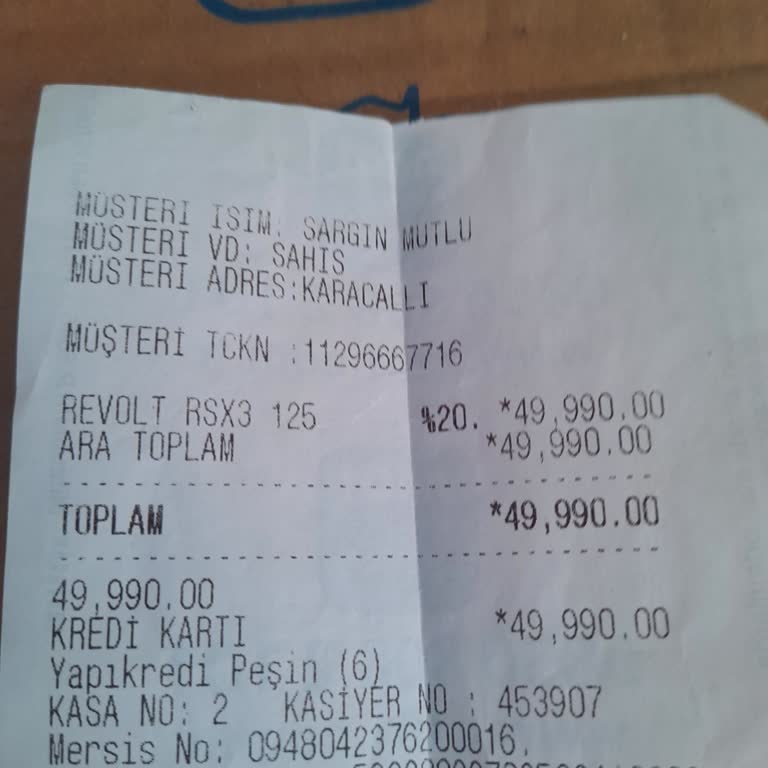 MÜSTERI ISIM: SARGIN MUTLU
MÜSTERI VD: SAHIS
MÜSTERI ADRES:KARACALLI
MÜŞTERİ TCKN :11296667716
REVOLT RSX3 125 %20. *49,990.00
ARA TOPLAM *49,990.00
TOPLAM *49,990.00
49,990.00
KREDİ KARTI *49,990.00
Yapıkredi Peşin (6)
KASA NO: 2 KASİYER NO : 453907
Mersis No: 0948042376200016.